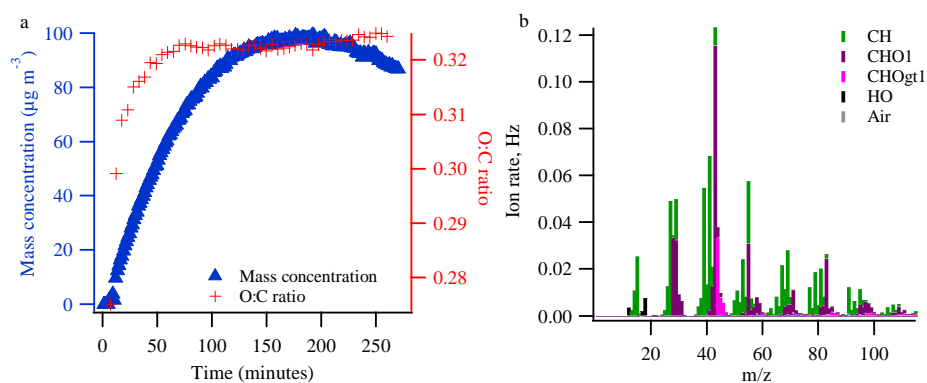 a
100
80
60
40
20
0
Mass concentration (µg m⁻³)
0.32
0.31
0.30
0.29
0.28
O:C ratio
Mass concentration
O:C ratio
0 50 100 150 200 250
Time (minutes)
b
0.12
0.10
0.08
0.06
0.04
0.02
0.00
Ion rate, Hz
CH
CHO1
CHOgt1
HO
Air
20 40 60 80 100
m/z